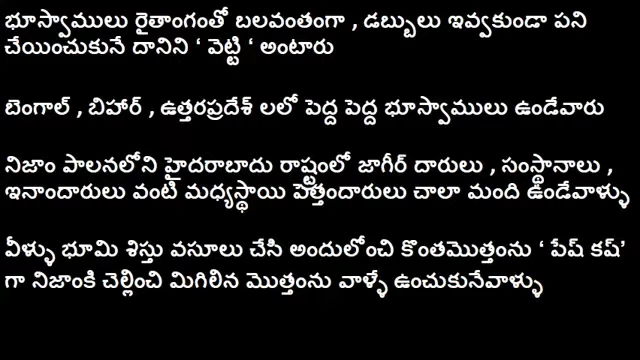 భూస్వాములు రైతాంగంతో బలవంతంగా , డబ్బులు ఇవ్వకుండా పని
చేయించుకునే దానిని ‘ వెట్టి ‘ అంటారు
బెంగాల్ , బిహార్ , ఉత్తరప్రదేశ్ లలో పెద్ద పెద్ద భూస్వాములు ఉండేవారు
నిజాం పాలనలోని హైదరాబాదు రాష్ట్రంలో జాగీర్ దారులు , సంస్థానాలు ,
ఇనాందారులు వంటి మధ్యస్థాయి పెత్తందారులు చాలా మంది ఉండేవాళ్ళు
వీళ్ళు భూమి శిస్తు వసూలు చేసి అందులోంచి కొంతమొత్తంను ‘ పేష్ కష్’
గా నిజాంకి చెల్లించి మిగిలిన మొత్తంను వాళ్ళే ఉంచుకునేవాళ్ళు